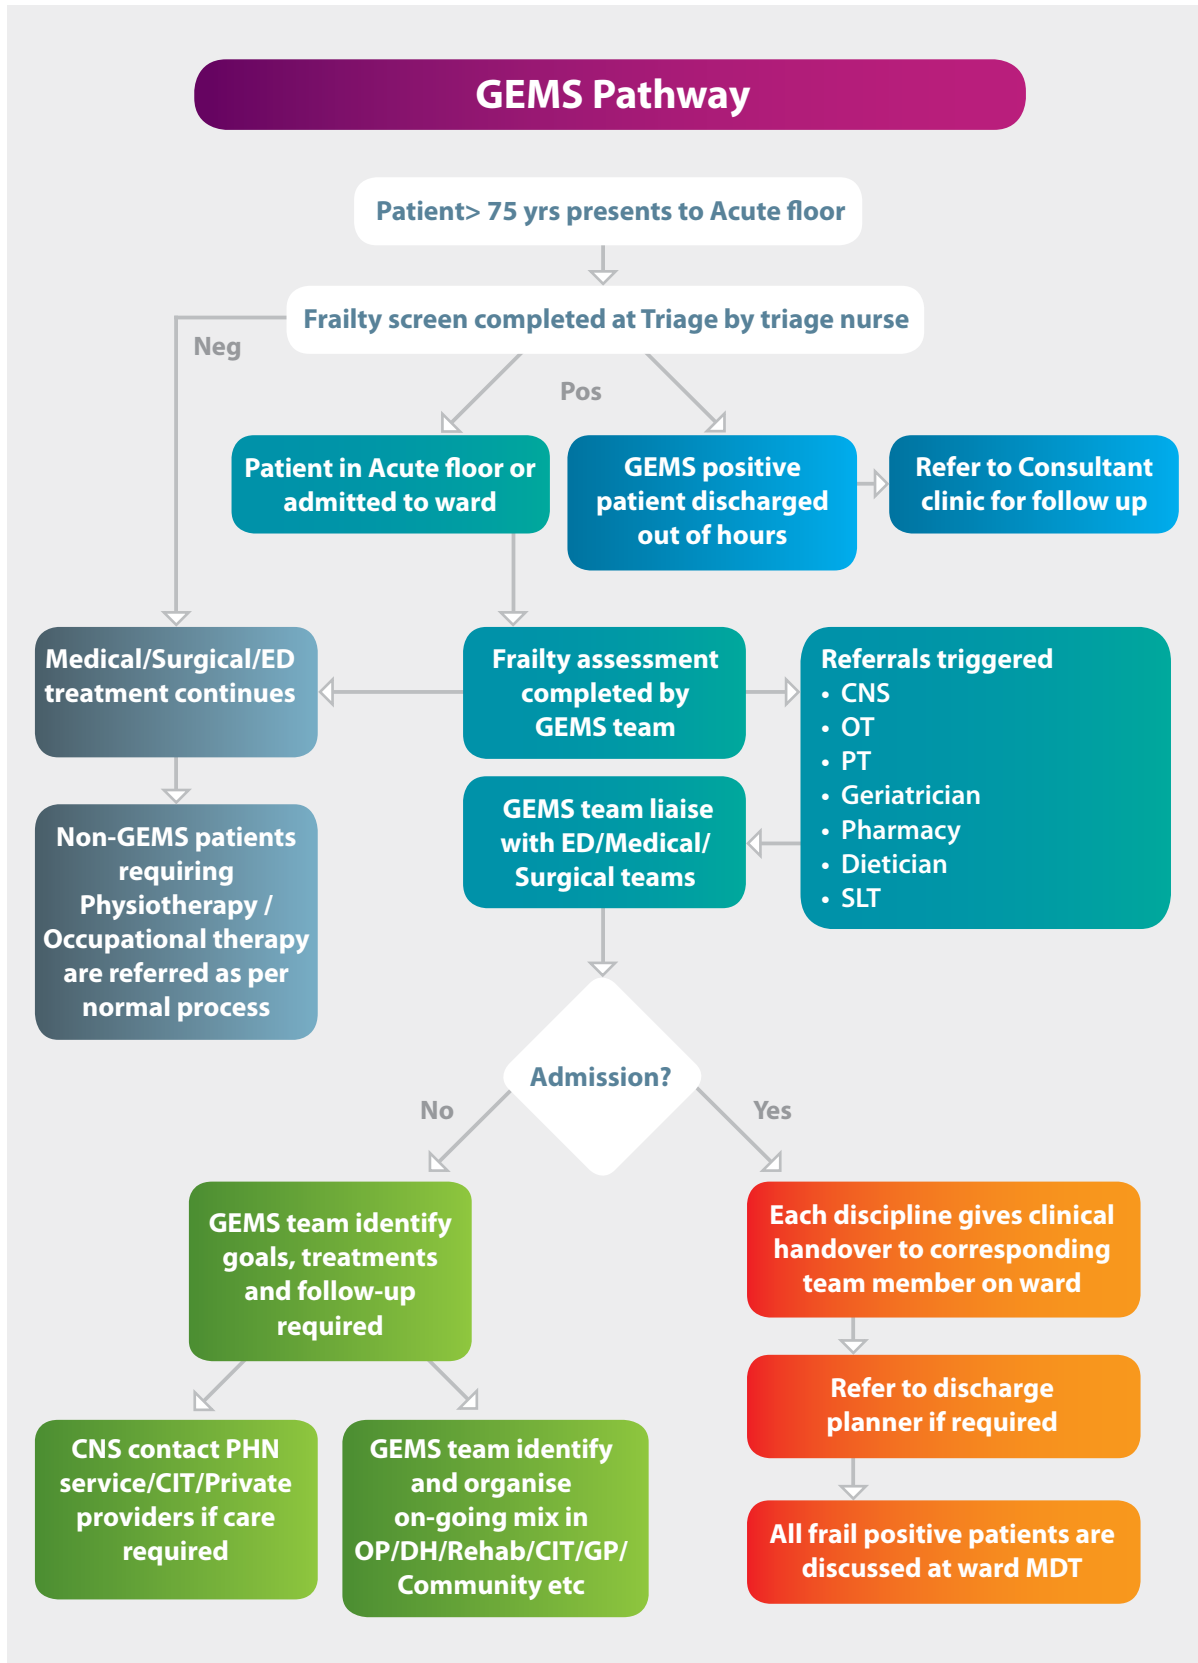 GEMS Pathway
Patient> 75 yrs presents to Acute floor
Frailty screen completed at Triage by triage nurse
Neg
Pos
Patient in Acute floor or
admitted to ward
GEMS positive
patient discharged
out of hours
Refer to Consultant
clinic for follow up
Medical/Surgical/ED
treatment continues
Frailty assessment
completed by
GEMS team
Referrals triggered
• CNS
• OT
• PT
• Geriatrician
• Pharmacy
• Dietician
• SLT
GEMS team liaise
with ED/Medical/
Surgical teams
Non-GEMS patients
requiring
Physiotherapy /
Occupational therapy
are referred as per
normal process
Admission?
No
Yes
GEMS team identify
goals, treatments
and follow-up
required
Each discipline gives clinical
handover to corresponding
team member on ward
Refer to discharge
planner if required
CNS contact PHN
service/CIT/Private
providers if care
required
GEMS team identify
and organise
on-going mix in
OP/DH/Rehab/CIT/GP/
Community etc
All frail positive patients are
discussed at ward MDT